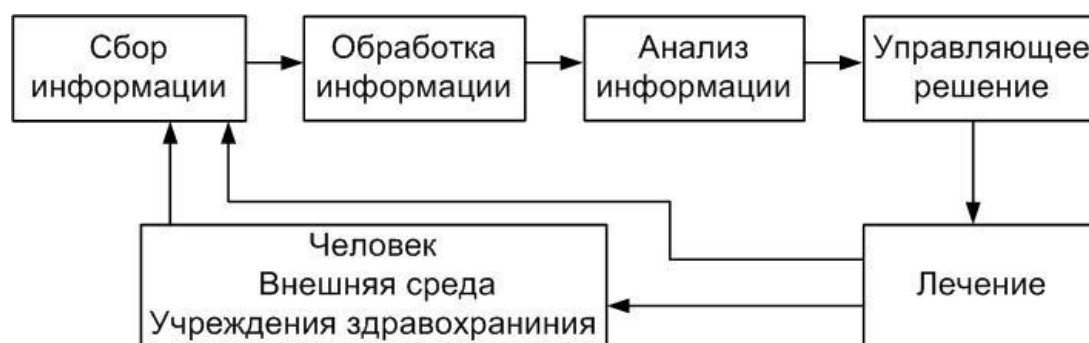 Сбор
информации
Обработка
информации
Анализ
информации
Управляющее
решение
Человек
Внешняя среда
Учреждения здравохраниния
Лечение